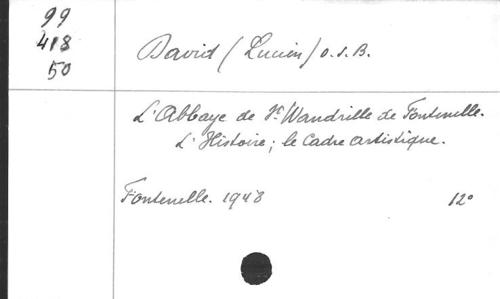 99
418
50
David (Lucien) O.S.B.
L'Abbaye de St Wandrille de Fontenelle.
L'Histoire; le Cadre artistique.
Fontenelle. 1948 12°